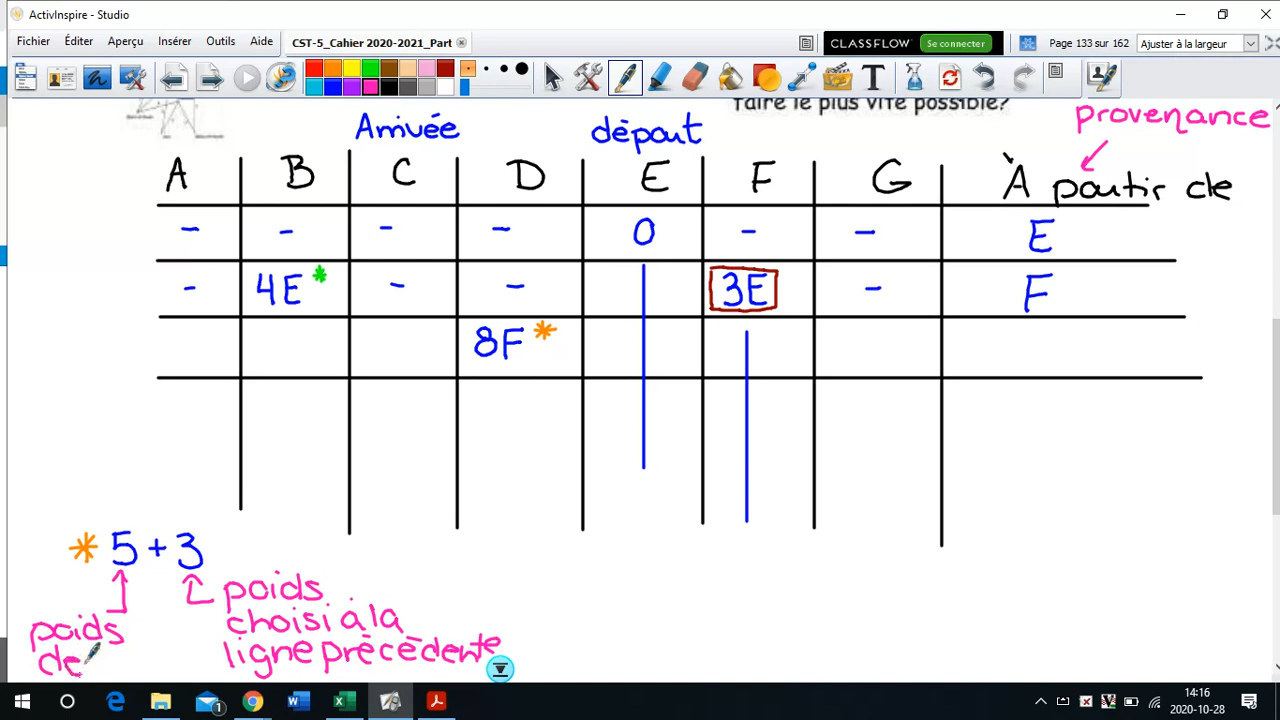 ActivInspire - Studio
Fichier Éditer Aperçu Insérer Outils Aide
CST-5_Cahier 2020-2021_Part
CLASSFLOW Se connecter
Page 133 sur 162
Ajuster à la largeur
faire le plus vite possible?
provenance
Arrivée départ
A B C D E F G À partir de
- - - - 0 - - E
- 4E* - - 3E - F
8F*
* 5 + 3
poids
de
poids
choisi à la
ligne précédente
1
14:16
2020-10-28